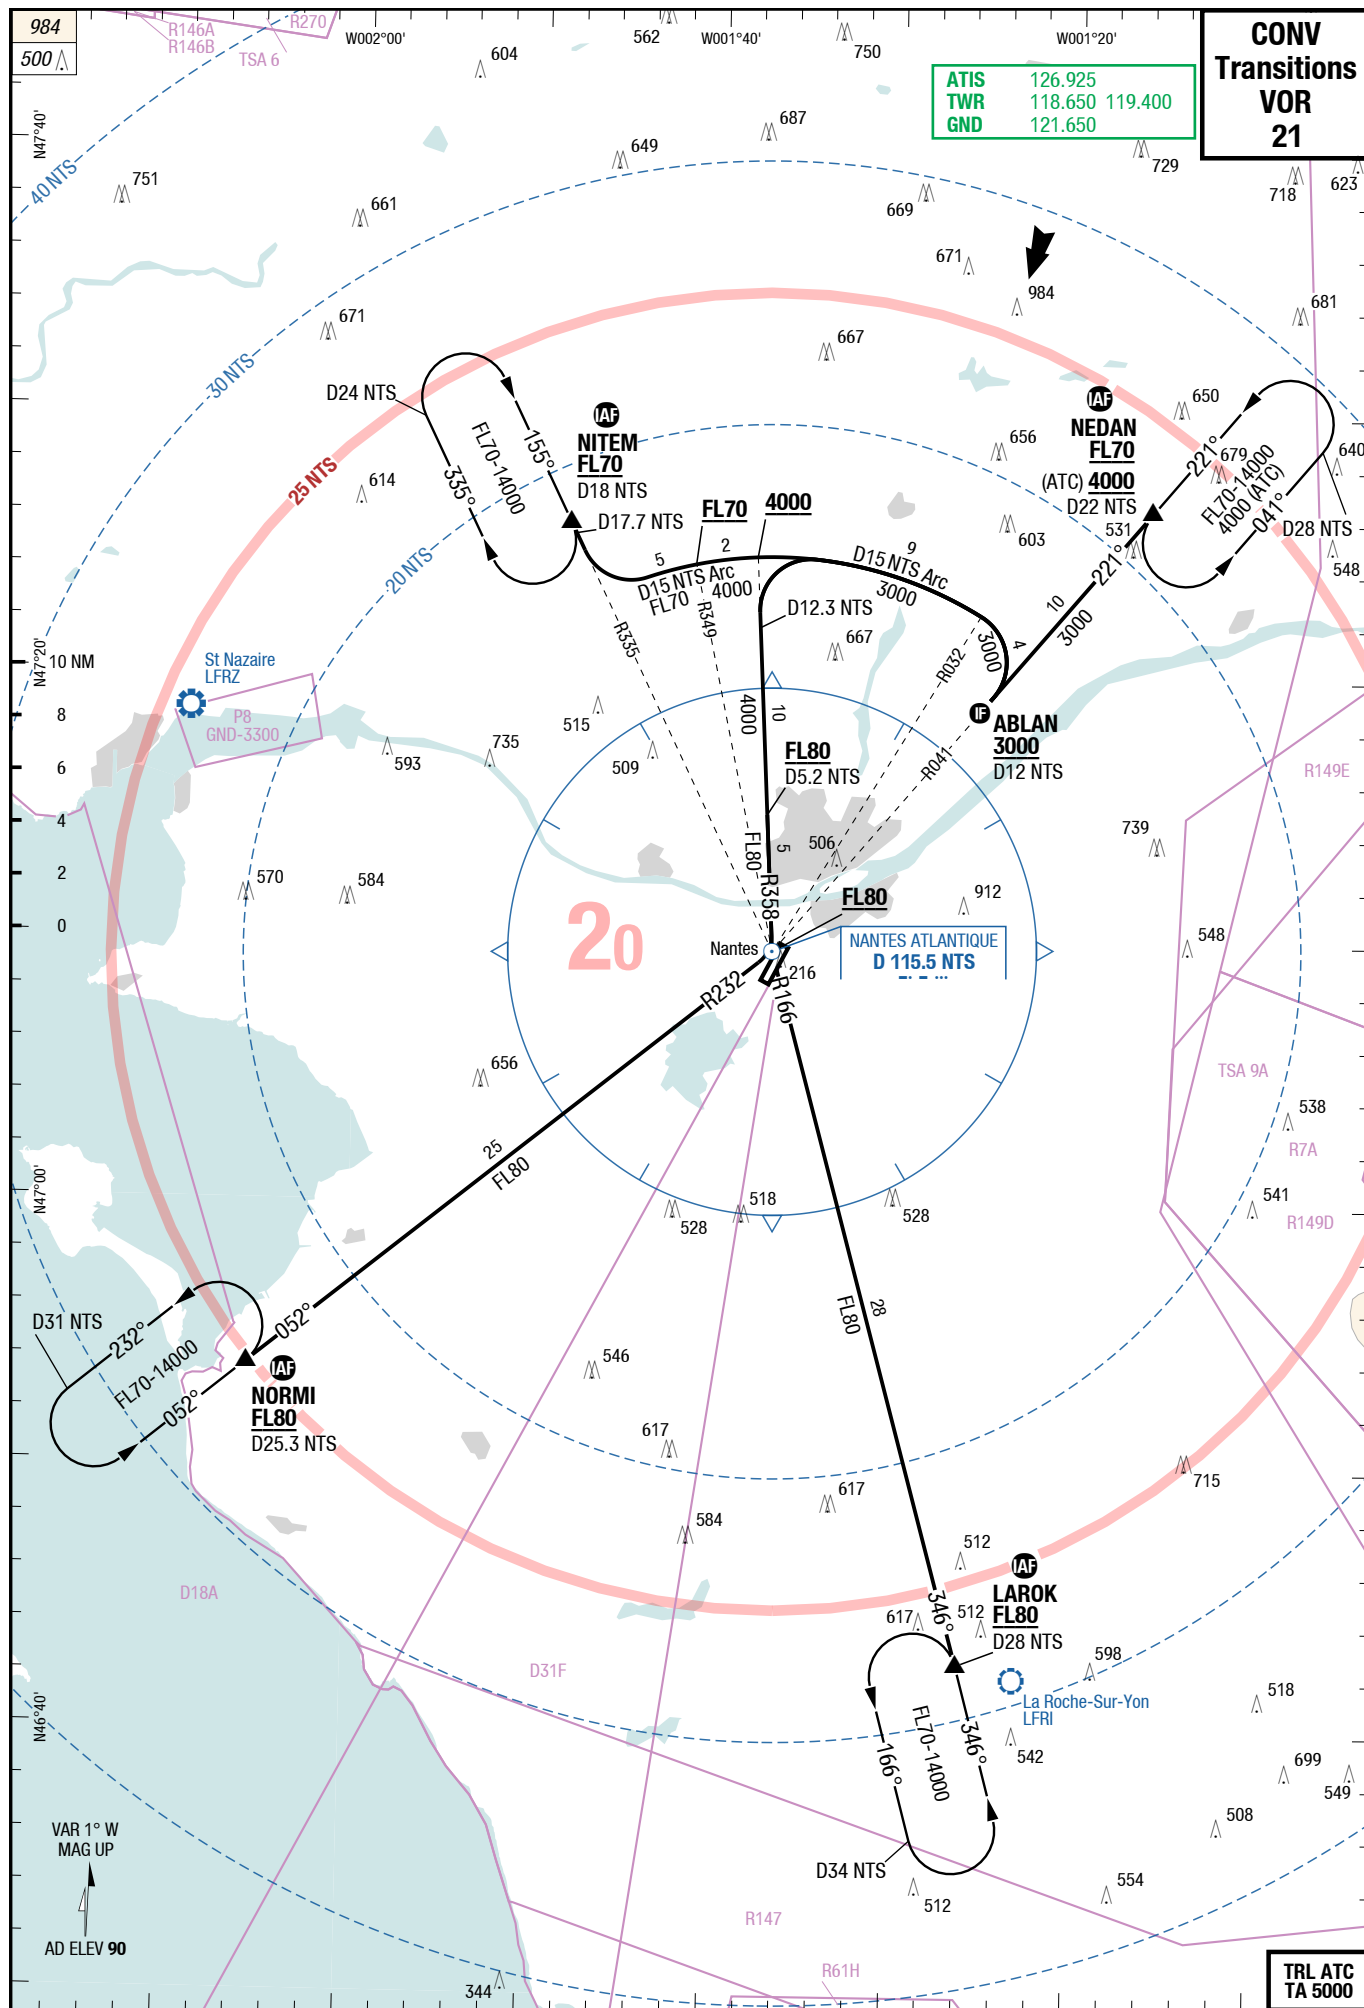 984
500
R146A
R146B
R270
TSA 6
W002°00'
604
562
W001°40'
750
W001°20'
CONV
Transitions
VOR
21
ATIS 126.925
TWR 118.650 119.400
GND 121.650
N47°40'
40 NTS
751
661
649
687
669
729
718
623
671
984
681
671
30 NTS
667
D24 NTS
FL70-14000
155°
335°
IAF
NITEM
FL70
D18 NTS
D17.7 NTS
IAF
NEDAN
FL70
(ATC) 4000
D22 NTS
650
656
679
640
221°
FL70-14000
4000 (ATC)
041°
D28 NTS
25 NTS
614
603
531
548
20 NTS
FL70
4000
5
2
D15 NTS Arc
FL70
4000
9
D15 NTS Arc
3000
221°
10
3000
4
3000
D12.3 NTS
R335
R349
R032
667
N47°20'
10 NM
8
6
4
2
0
St Nazaire
LFRZ
P8
GND-3300
515
509
593
735
10
4000
FL80
D5.2 NTS
IF
ABLAN
3000
D12 NTS
R041
R149E
739
506
5
FL80
R358
570
584
FL80
912
548
20
Nantes
NANTES ATLANTIQUE
D 115.5 NTS
216
R232
R166
656
TSA 9A
538
R7A
541
R149D
25
FL80
518
528
528
N47°00'
D31 NTS
232°
FL70-14000
052°
052°
IAF
NORMI
FL80
D25.3 NTS
28
FL80
546
617
617
584
715
D18A
512
IAF
LAROK
FL80
D28 NTS
346°
617
512
598
D31F
La Roche-Sur-Yon
LFRI
518
N46°40'
FL70-14000
166°
346°
542
699
549
508
D34 NTS
554
512
VAR 1° W
MAG UP
AD ELEV 90
R147
R61H
344
TRL ATC
TA 5000